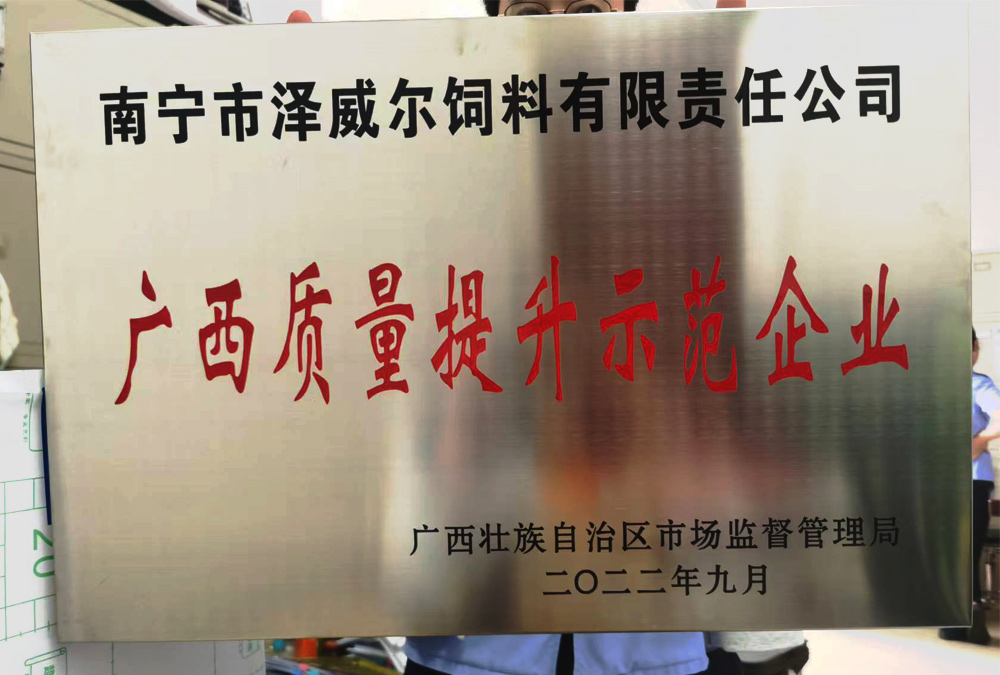 南宁市泽威尔饲料有限责任公司
广西质量提升示范企业
广西壮族自治区市场监督管理局
二〇二二年九月
20